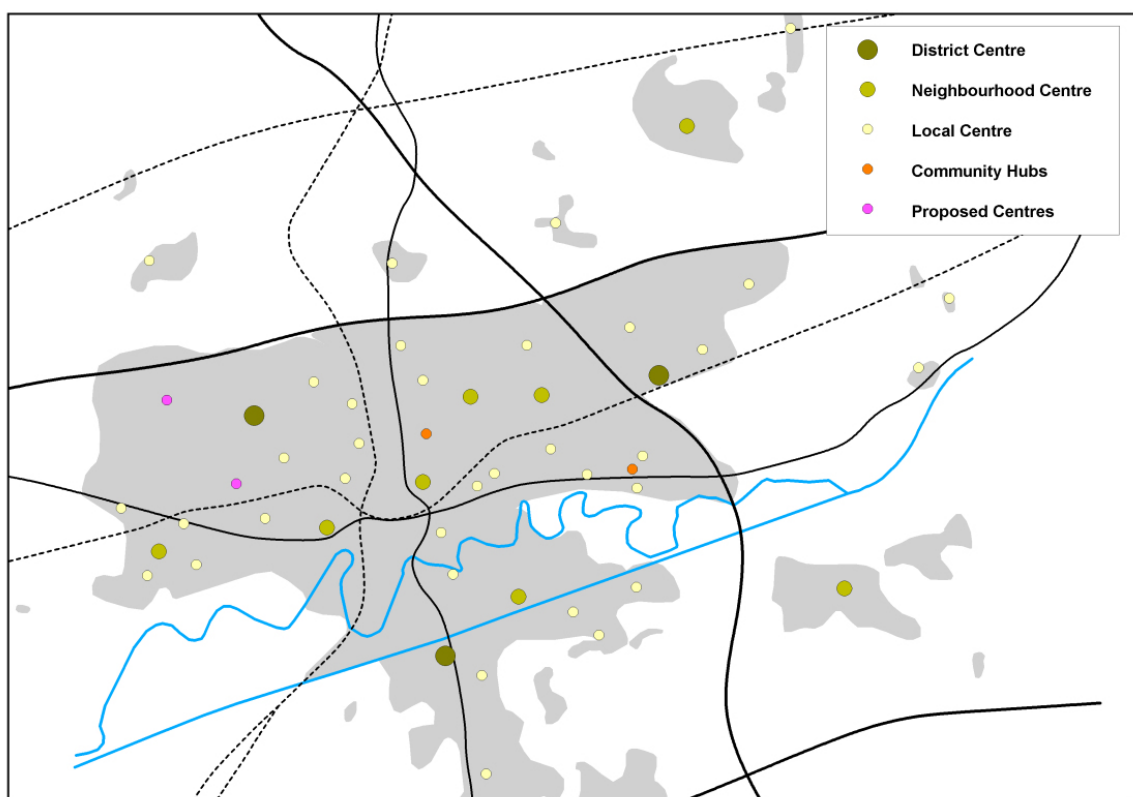 District Centre
Neighbourhood Centre
Local Centre
Community Hubs
Proposed Centres